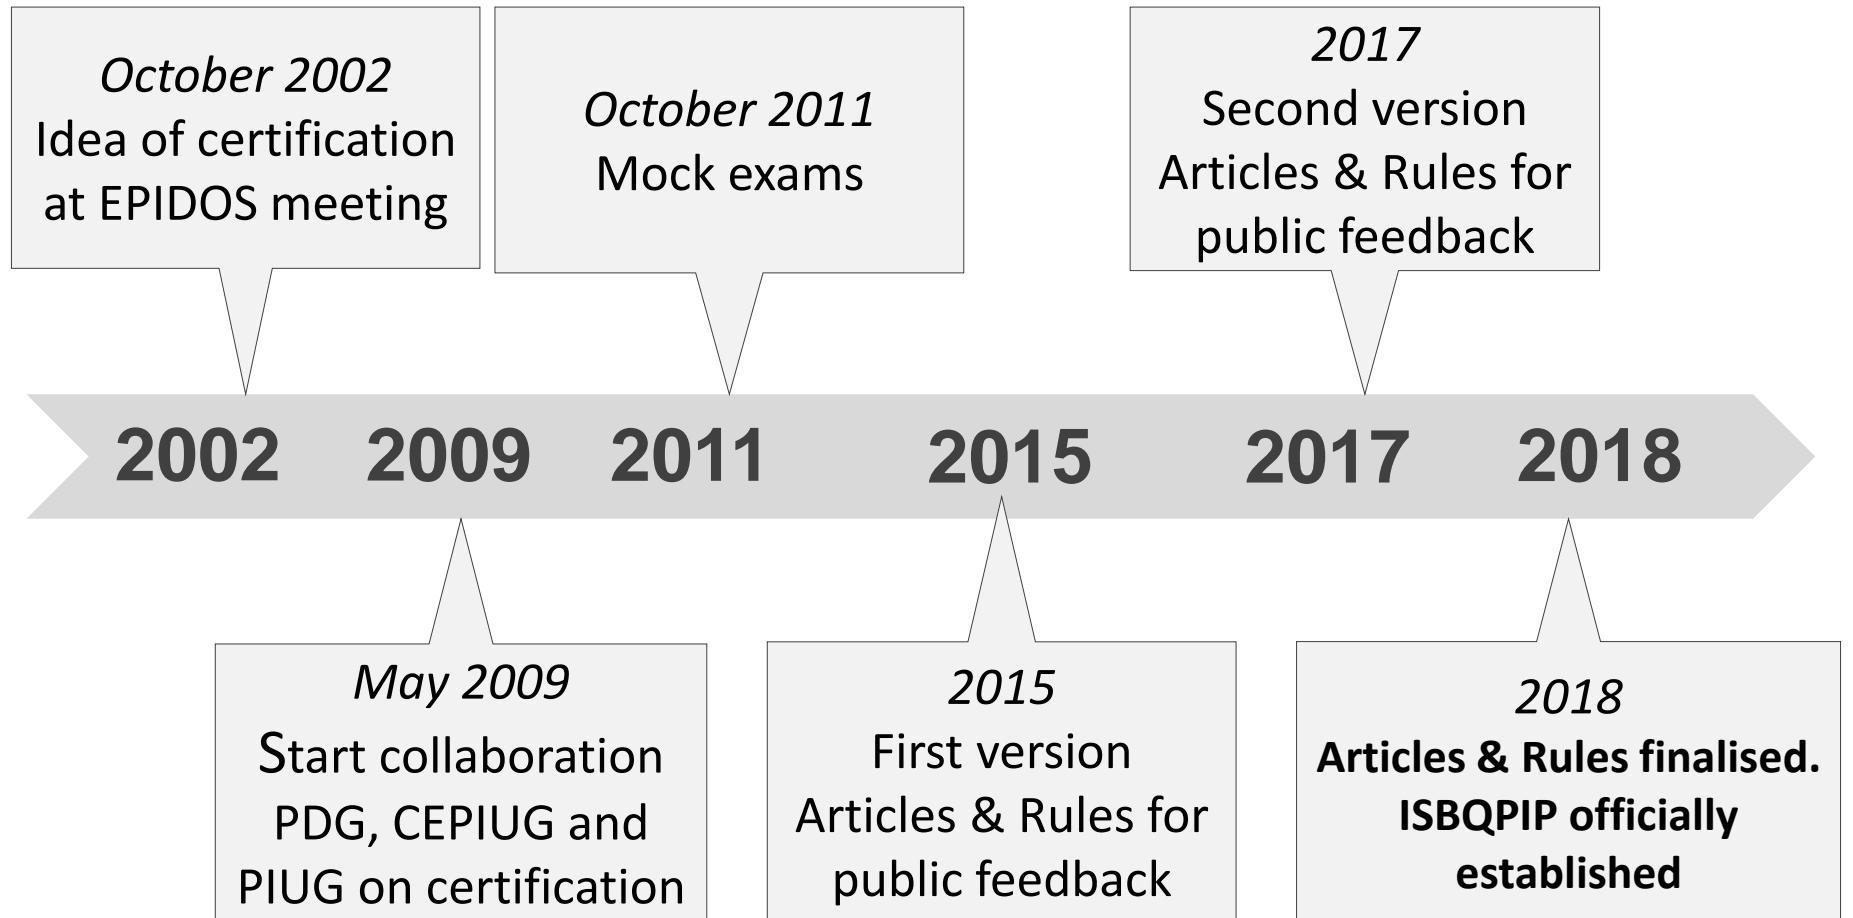 October 2002
Idea of certification
at EPIDOS meeting
October 2011
Mock exams
2017
Second version
Articles & Rules for
public feedback
2002 2009 2011 2015 2017 2018
May 2009
Start collaboration
PDG, CEPIUG and
PIUG on certification
2015
First version
Articles & Rules for
public feedback
2018
Articles & Rules finalised.
ISBQPIP officially
established